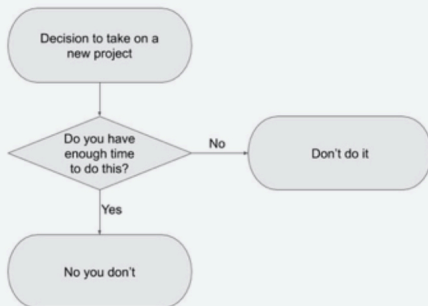 Decision to take on a
new project
Do you have
enough time
to do this?
No
Don't do it
Yes
No you don't